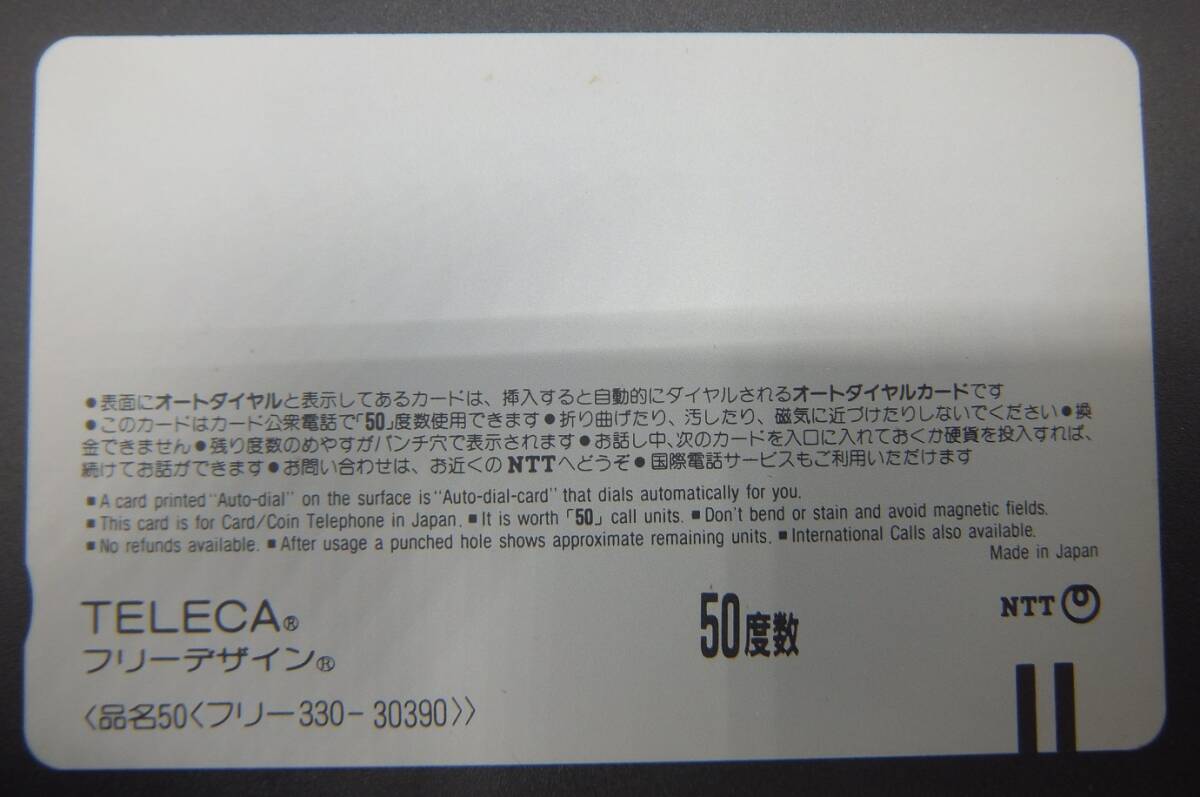 ●表面にオートダイヤルと表示してあるカードは、挿入すると自動的にダイヤルされるオートダイヤルカードです
●このカードはカード公衆電話で「50」度数使用できます●折り曲げたり、汚したり、磁気に近づけたりしないでください●換
金できません●残り度数のめやすがパンチ穴で表示されます●お話し中、次のカードを入口に入れておくか硬貨を投入すれば、
続けてお話ができます●お問い合わせは、お近くのNTTへどうぞ●国際電話サービスもご利用いただけます
■A card printed "Auto-dial" on the surface is "Auto-dial-card" that dials automatically for you.
■This card is for Card/Coin Telephone in Japan. ■It is worth「50」call units. ■Don't bend or stain and avoid magnetic fields.
■No refunds available. ■After usage a punched hole shows approximate remaining units. ■International Calls also available.
Made in Japan
TELECA®
フリーデザイン®
50度数
NTT
〈品名50〈フリー330-30390〉〉